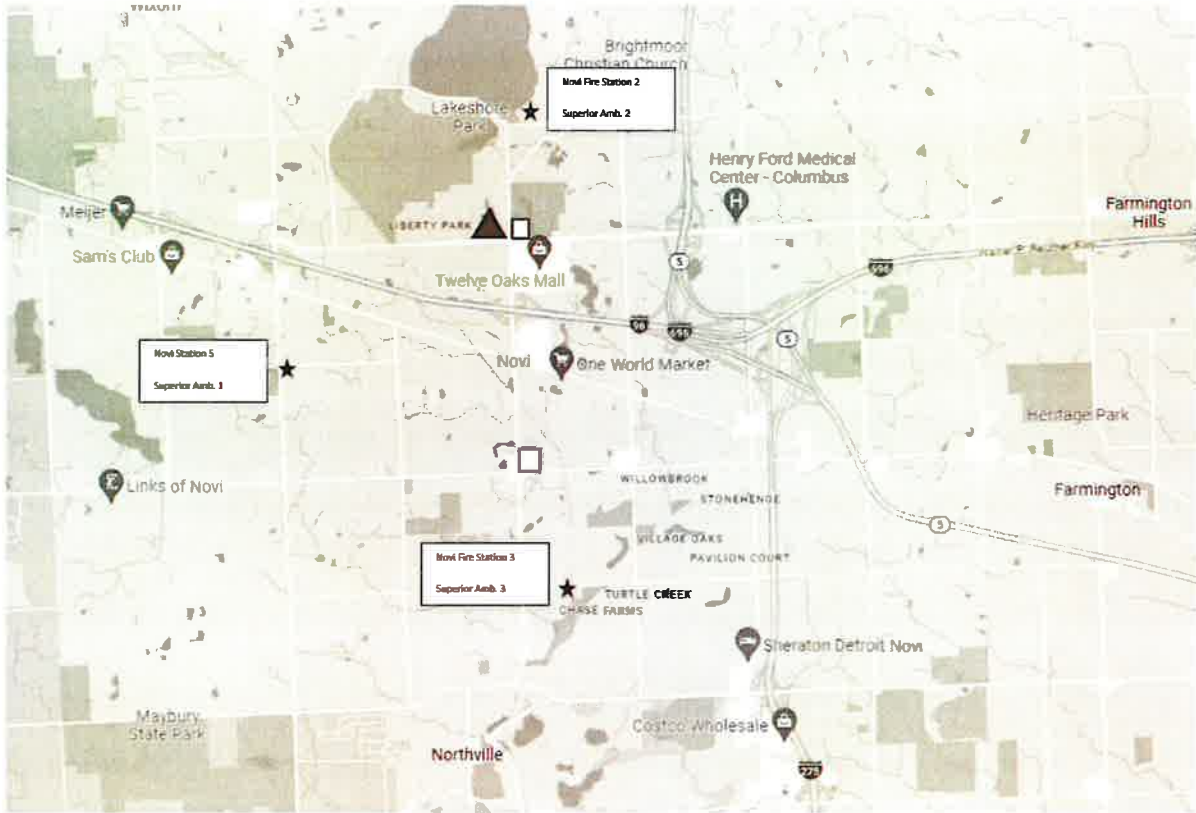 Wixom
Brightmoor
Christian Church
Novi Fire Station 2
Superior Amb. 2
Lakeshore
Park
Henry Ford Medical
Center - Columbus
H
Meijer
Farmington
Hills
LIBERTY PARK
Sam's Club
Twelve Oaks Mall
5
696
96
696
5
Novi Station 5
Superior Amb. 1
Novi
One World Market
Heritage Park
Links of Novi
WILLOWBROOK
STONEHENGE
Farmington
5
VILLAGE OAKS
PAVILION COURT
Novi Fire Station 3
Superior Amb. 3
TURTLE CREEK
CHASE FARMS
Sheraton Detroit Novi
Maybury
State Park
Costco Wholesale
Northville
275